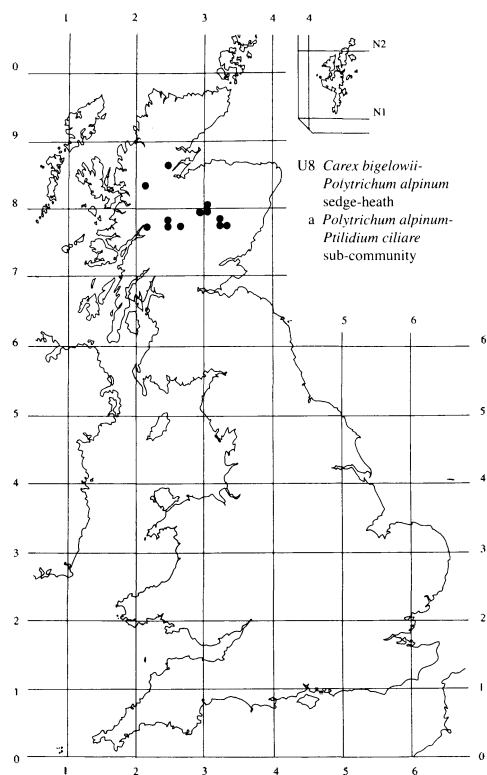 1 2 3 4
N2
N1
0
9
8
7
6
5
4
3
2
1
0
U8 Carex bigelowii-
Polytrichum alpinum
sedge-heath
a Polytrichum alpinum-
Ptilidium ciliare
sub-community
5 6
6
5
4
3
2
1
0
1 2 3 4 5 6